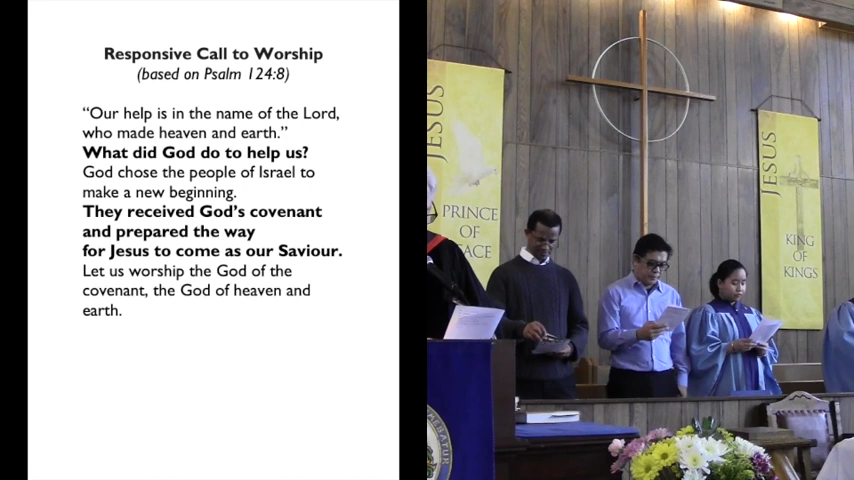 Responsive Call to Worship
(based on Psalm 124:8)
“Our help is in the name of the Lord,
who made heaven and earth.”
What did God do to help us?
God chose the people of Israel to
make a new beginning.
They received God’s covenant
and prepared the way
for Jesus to come as our Saviour.
Let us worship the God of the
covenant, the God of heaven and
earth.
JESUS
PRINCE
OF
JESUS
KING
OF
KINGS